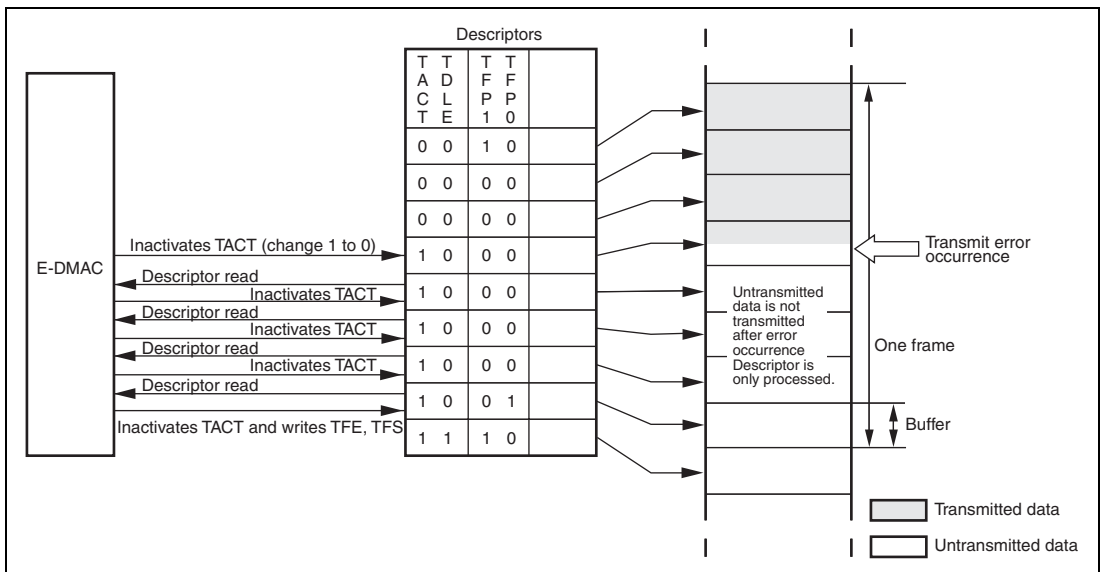 Descriptors
TACT TDLE TFP1 TFP0
0 0 1 0
0 0 0 0
0 0 0 0
1 0 0 0
1 0 0 0
1 0 0 0
1 0 0 0
1 0 0 1
1 1 1 0
E-DMAC
Inactivates TACT (change 1 to 0)
Descriptor read
Inactivates TACT
Descriptor read
Inactivates TACT
Descriptor read
Inactivates TACT
Descriptor read
Inactivates TACT and writes TFE, TFS
Transmit error
occurrence
Untransmitted
data is not
transmitted
after error
occurrence
Descriptor is
only processed.
One frame
Buffer
Transmitted data
Untransmitted data